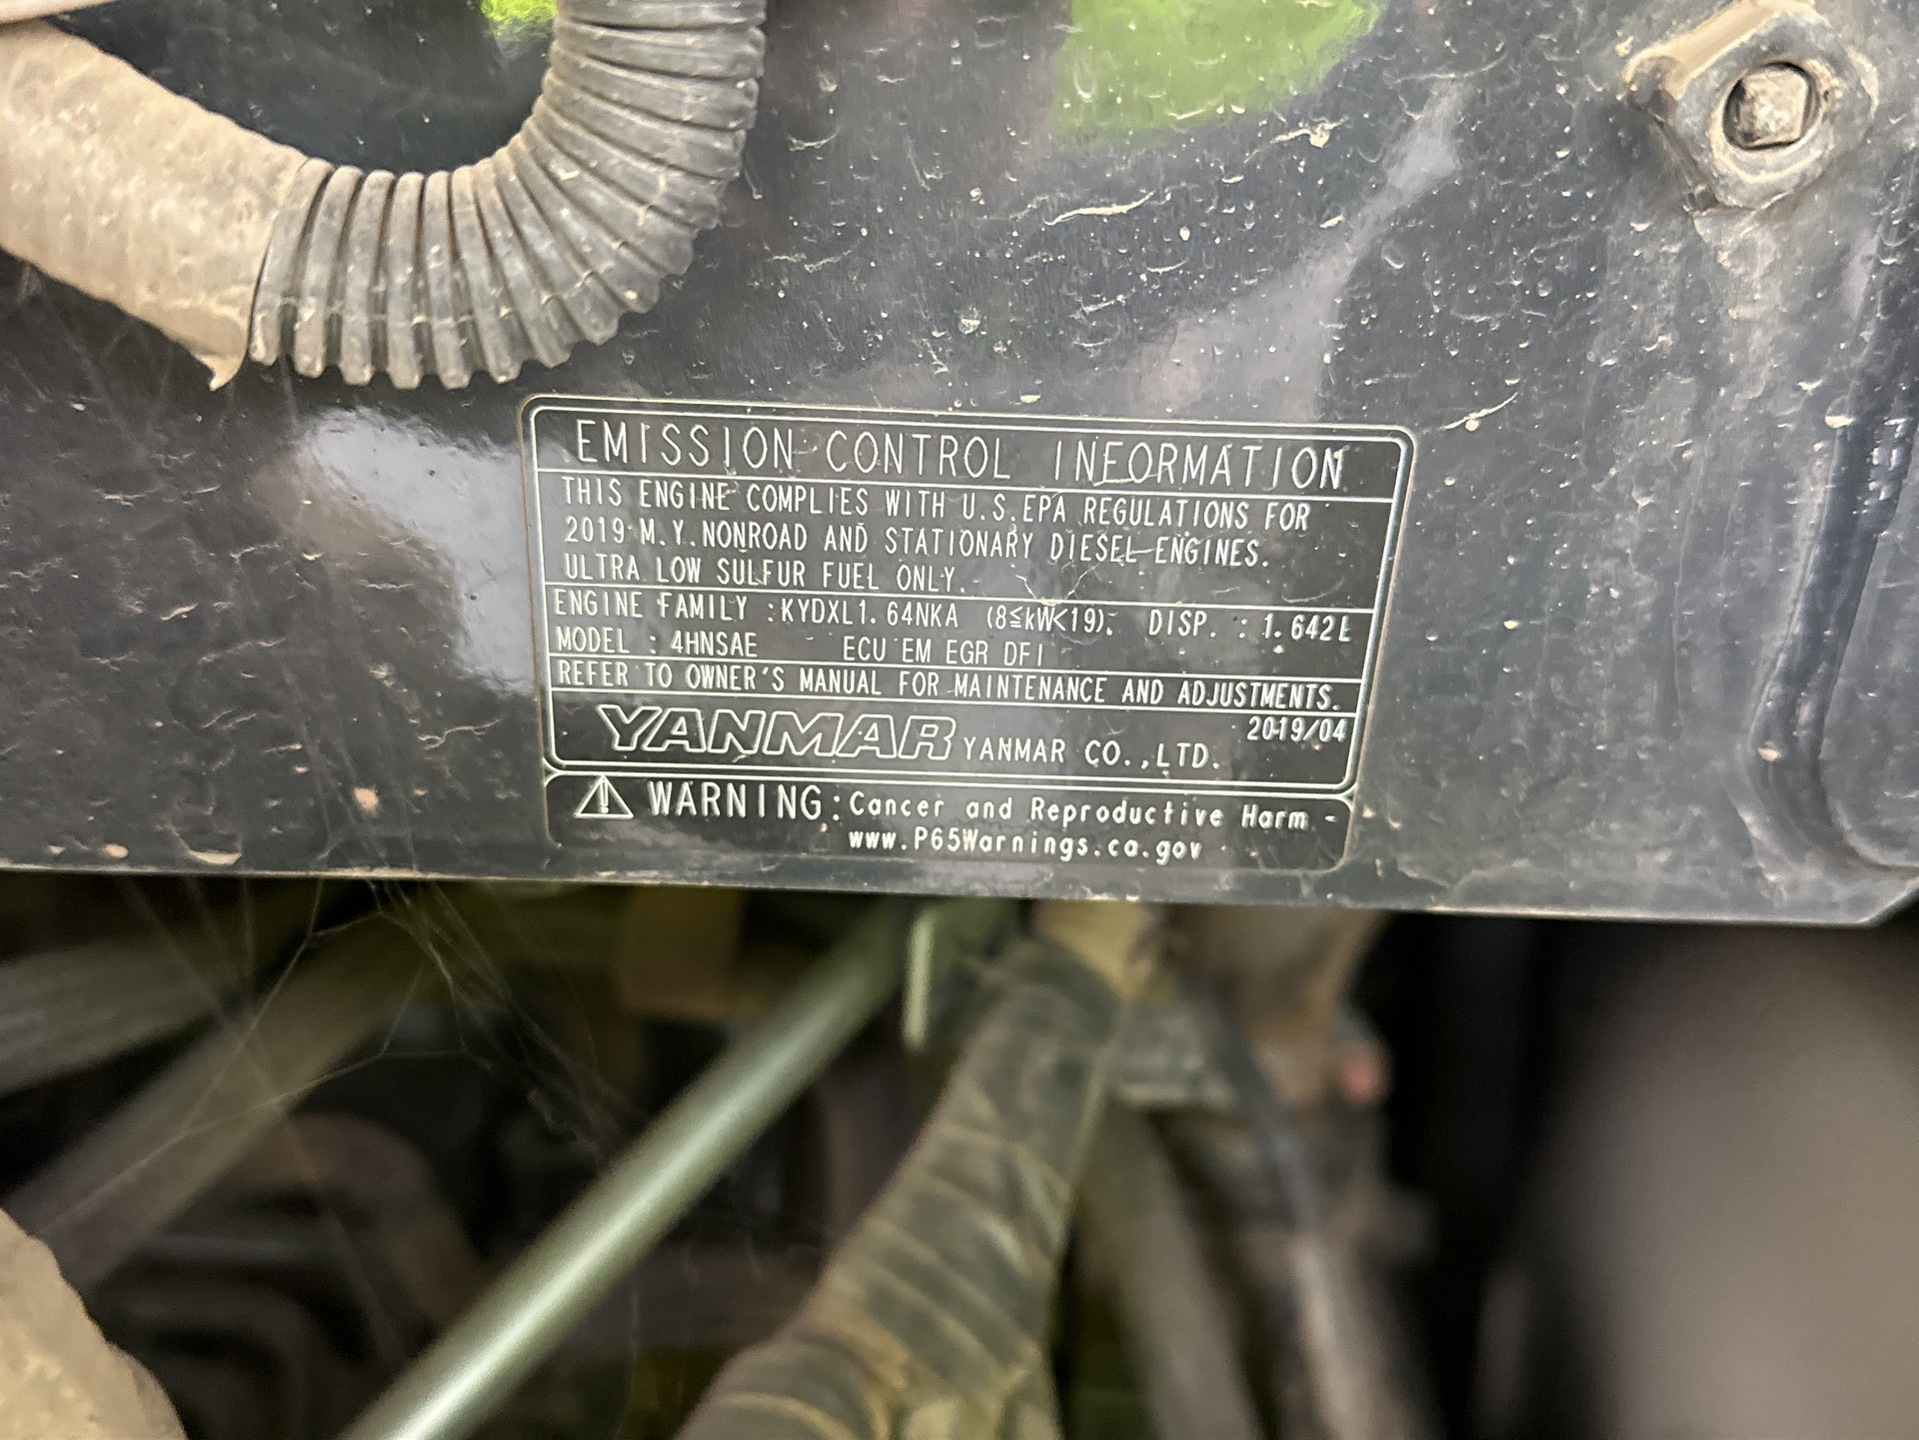 EMISSION CONTROL INFORMATION
THIS ENGINE COMPLIES WITH U.S.EPA REGULATIONS FOR
2019 M.Y.NONROAD AND STATIONARY DIESEL ENGINES.
ULTRA LOW SULFUR FUEL ONLY.
ENGINE FAMILY :KYDXL1.64NKA (8≦kW<19). DISP. : 1.642L
MODEL : 4HNSAE ECU EM EGR DFI
REFER TO OWNER'S MANUAL FOR MAINTENANCE AND ADJUSTMENTS.
2019/04
YANMAR YANMAR CO.,LTD.
WARNING:Cancer and Reproductive Harm -
www.P65Warnings.ca.gov